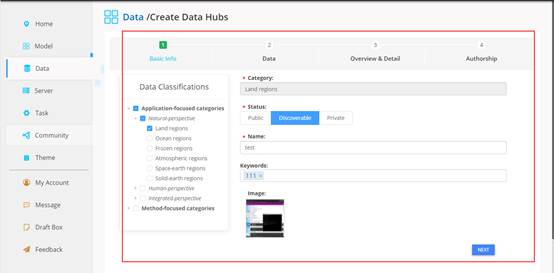 Home
Model
Data
Server
Task
Community
Theme
My Account
Message
Draft Box
Feedback
Data /Create Data Hubs
1
Basic Info
2
Data
3
Overview & Detail
4
Authorship
Data Classifications
Application-focused categories
Natural-perspective
Land regions
Ocean regions
Frozen regions
Atmospheric regions
Space-earth regions
Solid-earth regions
Human-perspective
Integrated-perspective
Method-focused categories
* Category:
Land regions
* Status:
Public Discoverable Private
* Name:
test
Keywords:
111 ×
Image:
NEXT